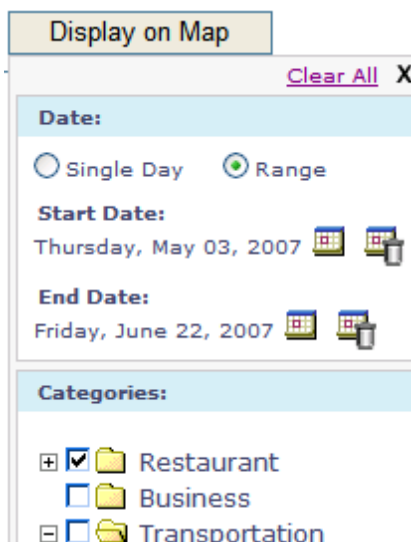 Display on Map
Clear All X
Date:
Single Day Range
Start Date:
Thursday, May 03, 2007
End Date:
Friday, June 22, 2007
Categories:
Restaurant
Business
Transportation